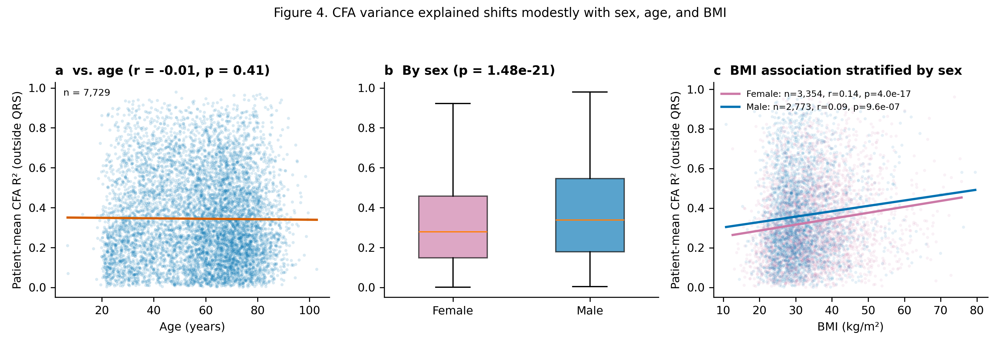 Figure 4. CFA variance explained shifts modestly with sex, age, and BMI
a vs. age (r = -0.01, p = 0.41)
n = 7,729
Patient-mean CFA R² (outside QRS)
1.0
0.8
0.6
0.4
0.2
0.0
20 40 60 80 100
Age (years)
b By sex (p = 1.48e-21)
1.0
0.8
0.6
0.4
0.2
0.0
Female Male
c BMI association stratified by sex
Female: n=3,354, r=0.14, p=4.0e-17
Male: n=2,773, r=0.09, p=9.6e-07
Patient-mean CFA R² (outside QRS)
1.0
0.8
0.6
0.4
0.2
0.0
10 20 30 40 50 60 70 80
BMI (kg/m²)